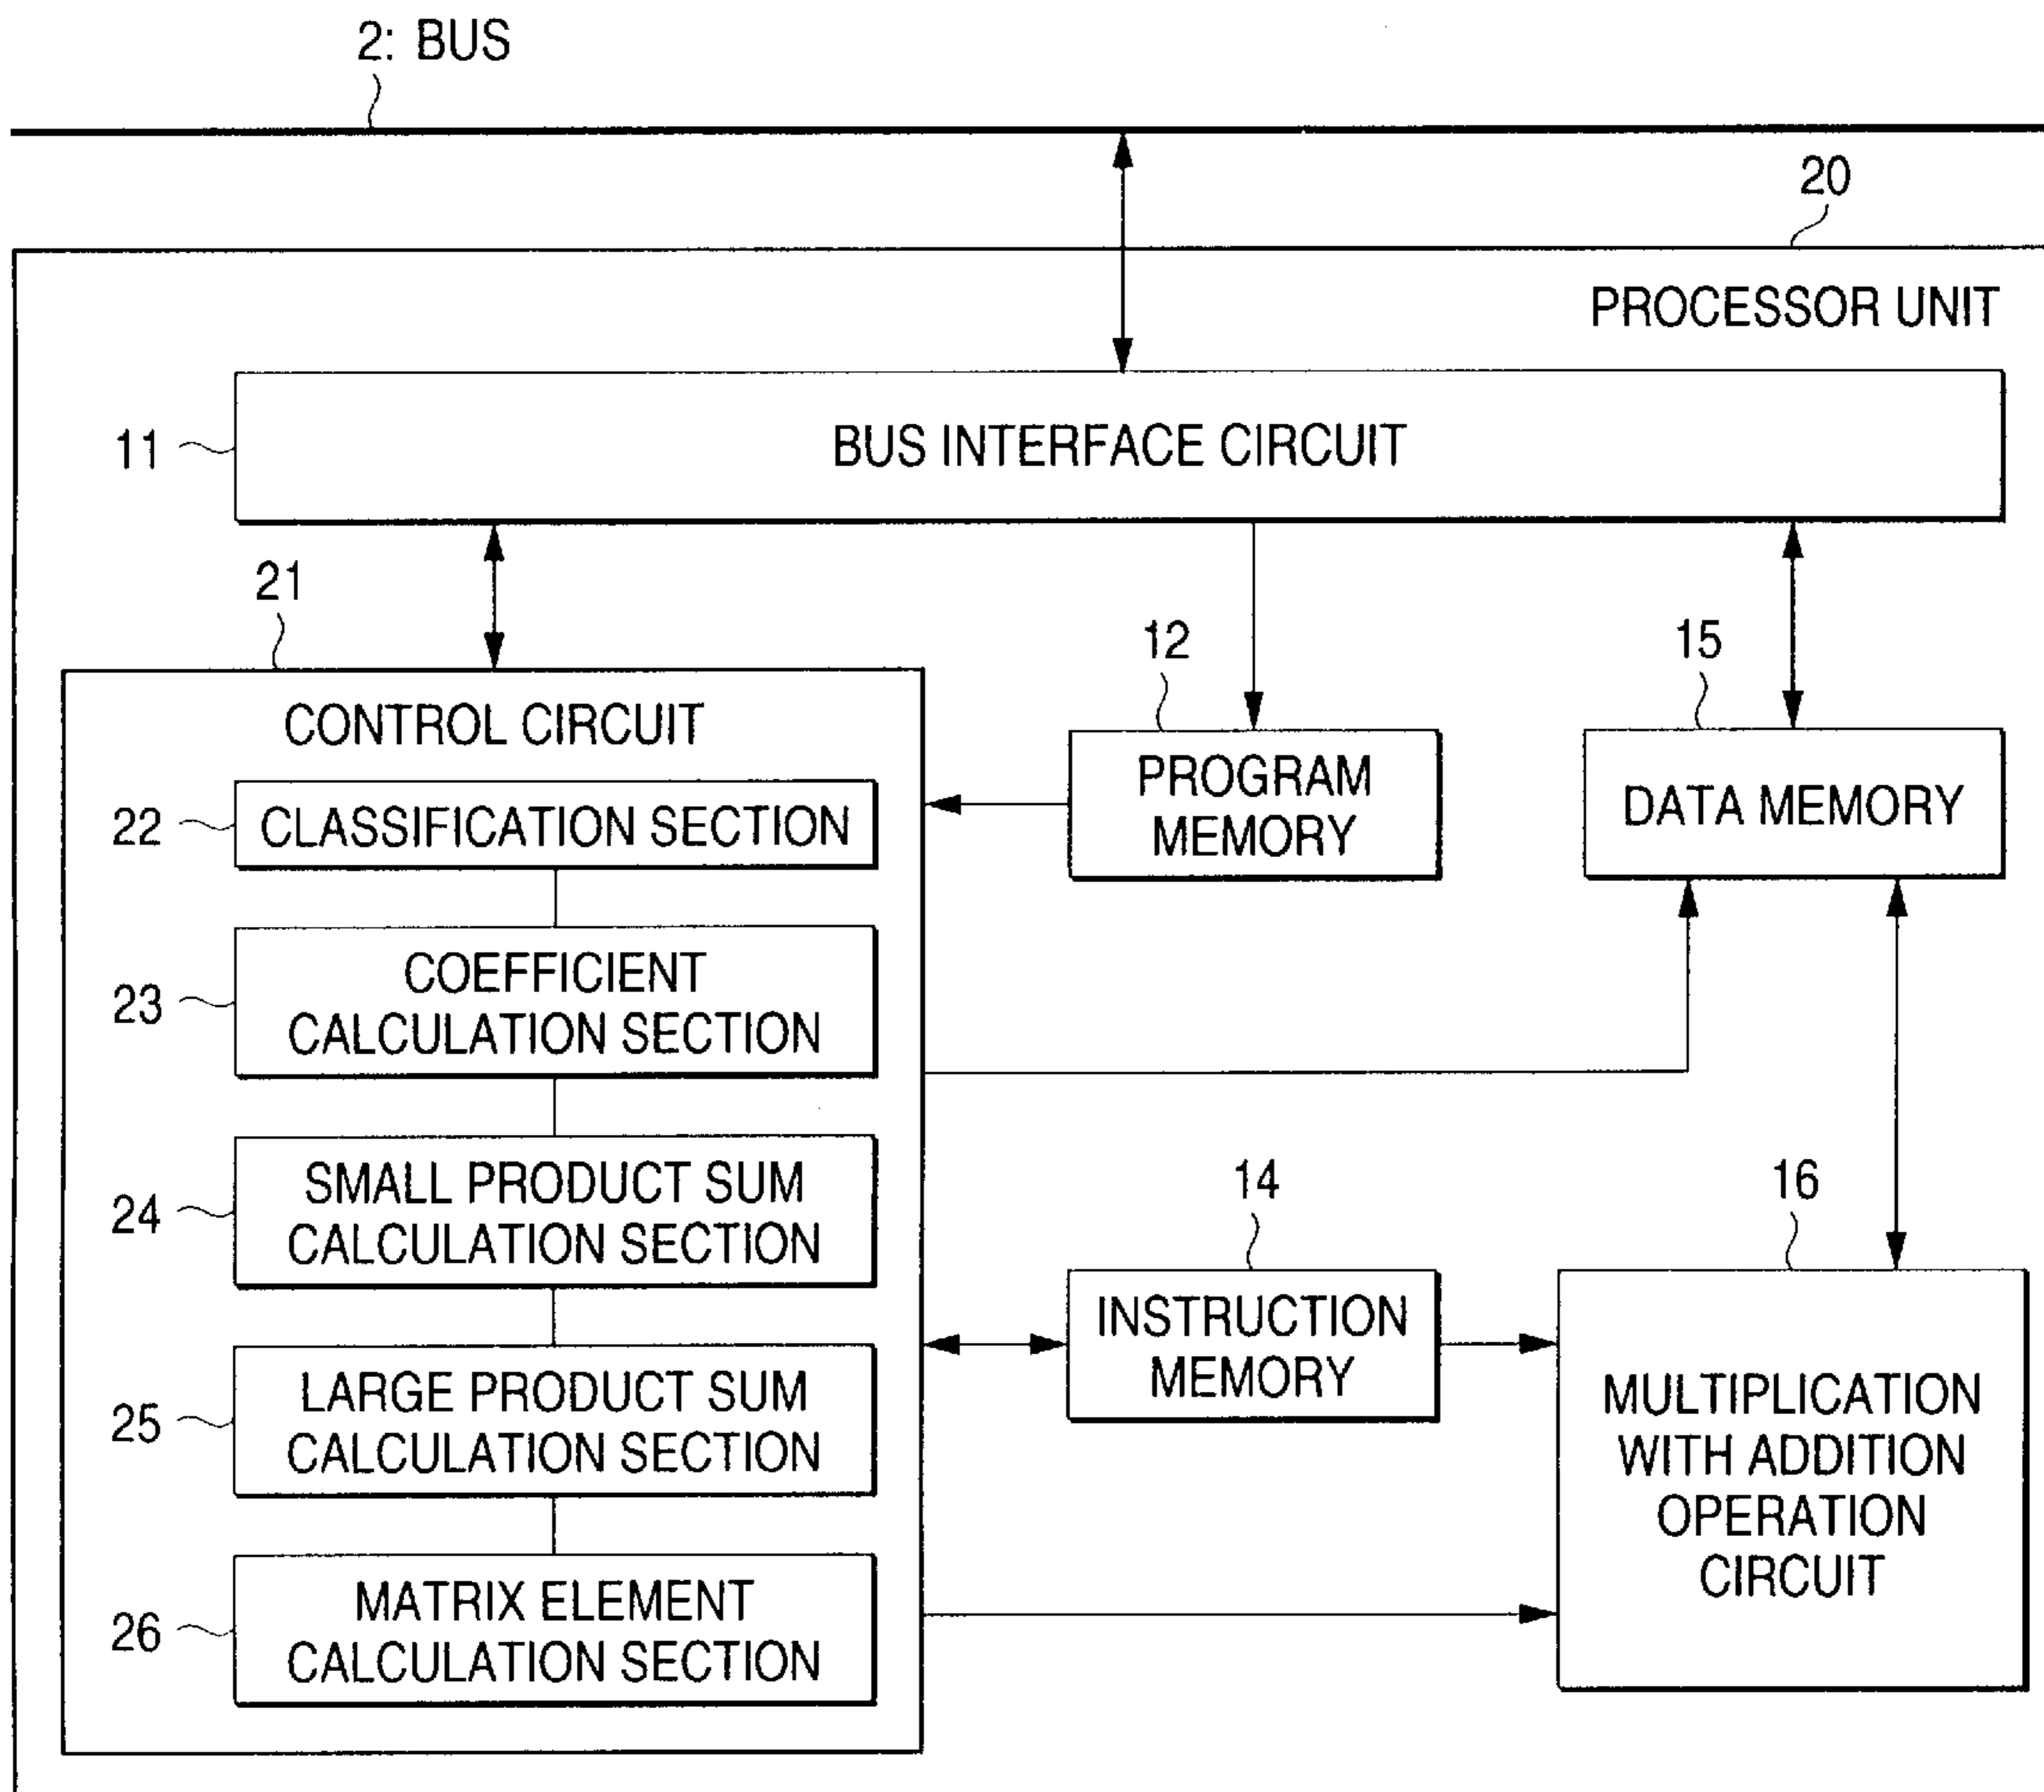 2: BUS
20
PROCESSOR UNIT
11
BUS INTERFACE CIRCUIT
21
12
15
CONTROL CIRCUIT
PROGRAM
MEMORY
DATA MEMORY
22
CLASSIFICATION SECTION
23
COEFFICIENT
CALCULATION SECTION
24
SMALL PRODUCT SUM
CALCULATION SECTION
14
16
INSTRUCTION
MEMORY
25
LARGE PRODUCT SUM
CALCULATION SECTION
MULTIPLICATION
WITH ADDITION
OPERATION
CIRCUIT
26
MATRIX ELEMENT
CALCULATION SECTION